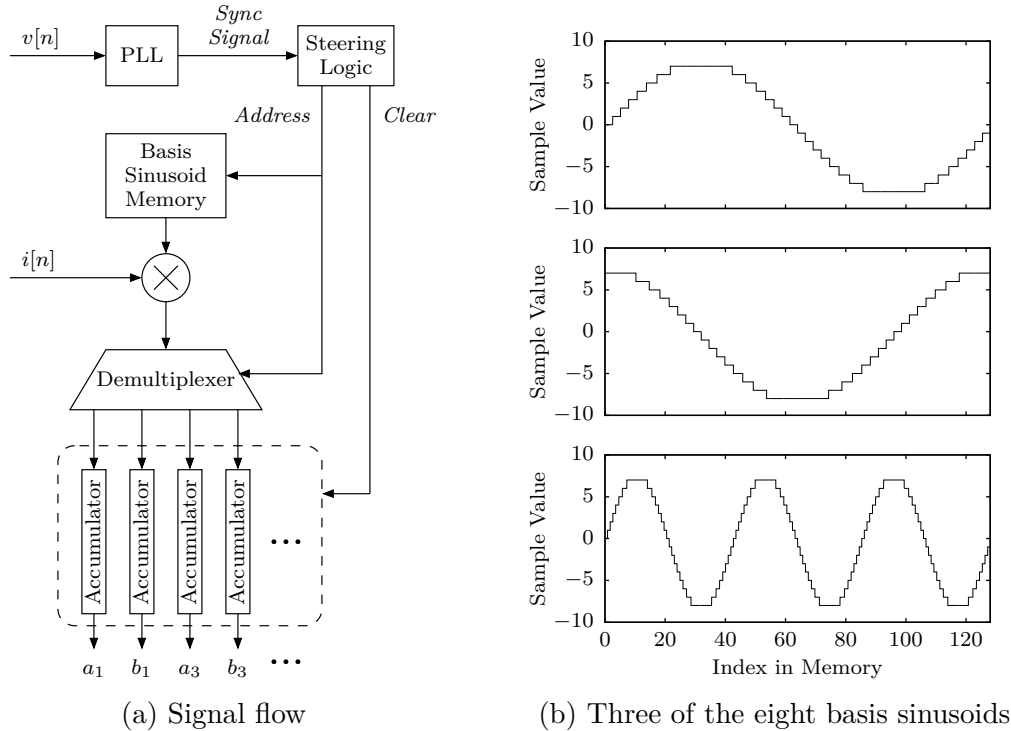 v[n]
PLL
Sync
Signal
Steering
Logic
Address
Clear
Basis
Sinusoid
Memory
i[n]
Demultiplexer
Accumulator
Accumulator
Accumulator
Accumulator
•••
a1
b1
a3
b3
•••
(a) Signal flow
10
5
0
−5
−10
Sample Value
10
5
0
−5
−10
Sample Value
10
5
0
−5
−10
Sample Value
0 20 40 60 80 100 120
Index in Memory
(b) Three of the eight basis sinusoids